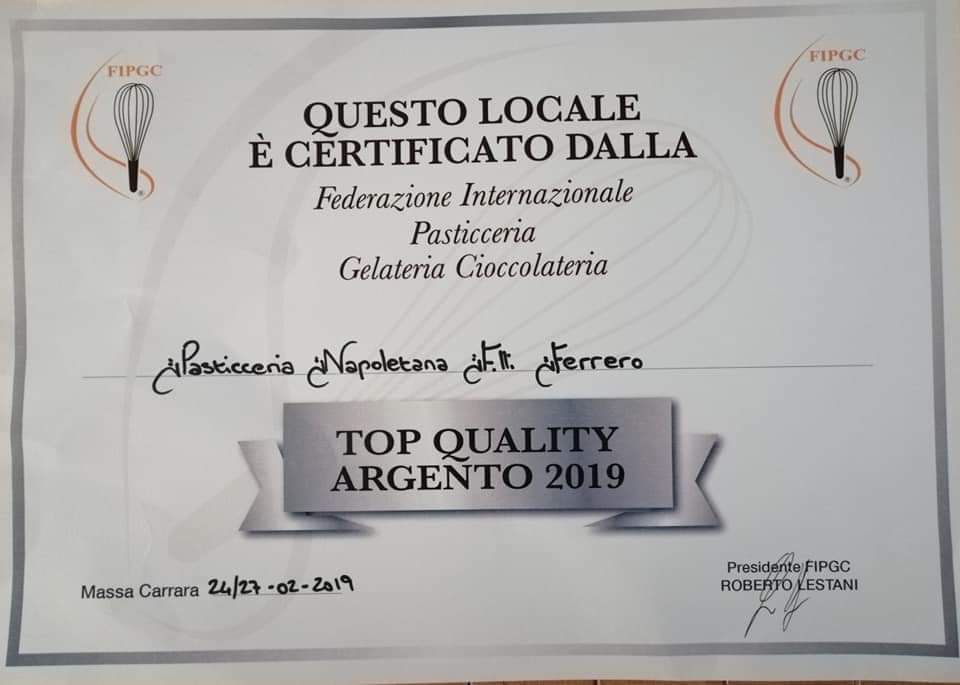 FIPGC
FIPGC
QUESTO LOCALE
È CERTIFICATO DALLA
Federazione Internazionale
Pasticceria
Gelateria Cioccolateria
Pasticceria Napoletana F.lli. Ferrero
TOP QUALITY
ARGENTO 2019
Massa Carrara 24/27-02-2019
Presidente FIPGC
ROBERTO LESTANI